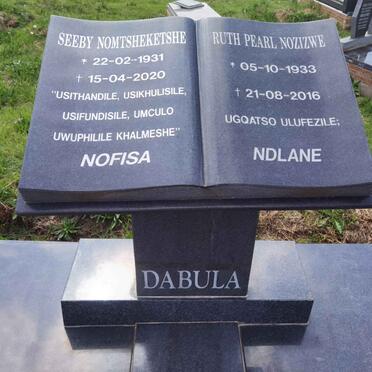 SEEBY NOMTSHEKETSHE
* 22-02-1931
† 15-04-2020
"USITHANDILE, USIKHULISILE,
USIFUNDISILE, UMCULO
UWUPHILILE KHALMESHE"
NOFISA
RUTH PEARL NOZIZWE
* 05-10-1933
† 21-08-2016
UGQATSO ULUFEZILE;
NDLANE
DABULA